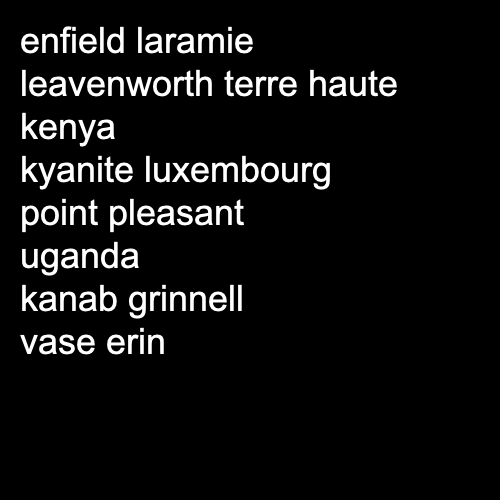 enfield laramie
leavenworth terre haute
kenya
kyanite luxembourg
point pleasant
uganda
kanab grinnell
vase erin